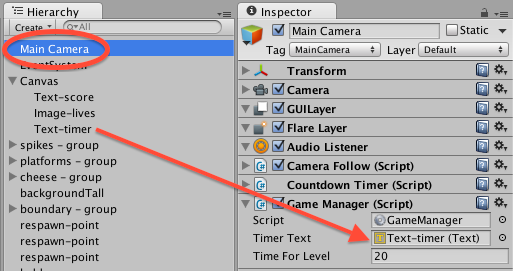 Hierarchy
Create
All
Main Camera
EventSystem
Canvas
Text-score
Image-lives
Text-timer
spikes - group
platforms - group
cheese - group
backgroundTall
boundary - group
respawn-point
respawn-point
respawn-point
Inspector
Main Camera
Static
Tag
MainCamera
Layer
Default
Transform
Camera
GUILayer
Flare Layer
Audio Listener
Camera Follow (Script)
Countdown Timer (Script)
Game Manager (Script)
Script
GameManager
Timer Text
Text-timer (Text)
Time For Level
20